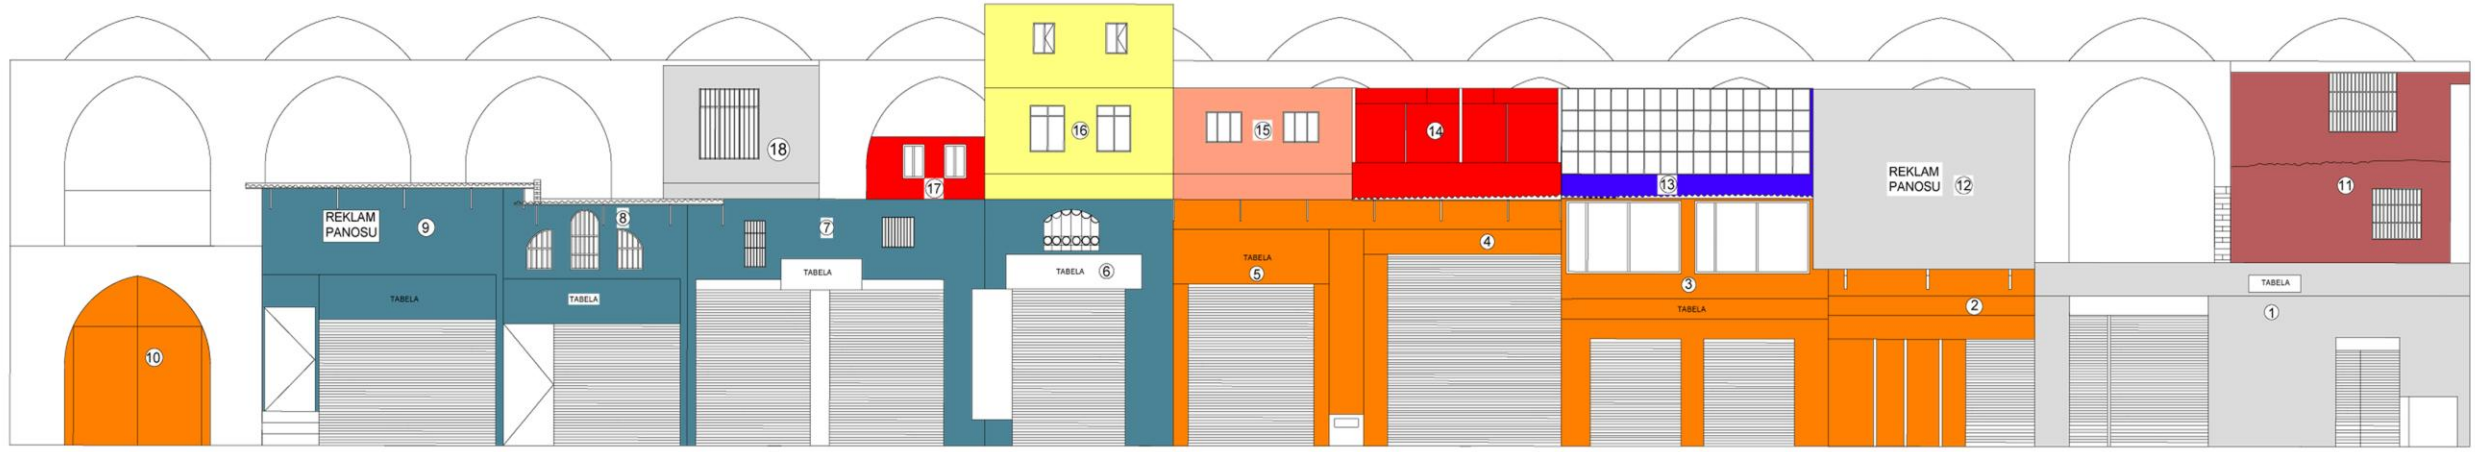 16
15
14
18
17
13
REKLAM
PANOSU
12
11
REKLAM
PANOSU
9
8
7
4
TABELA
5
TABELA
6
TABELA
3
TABELA
1
TABELA
TABELA
TABELA
2
10